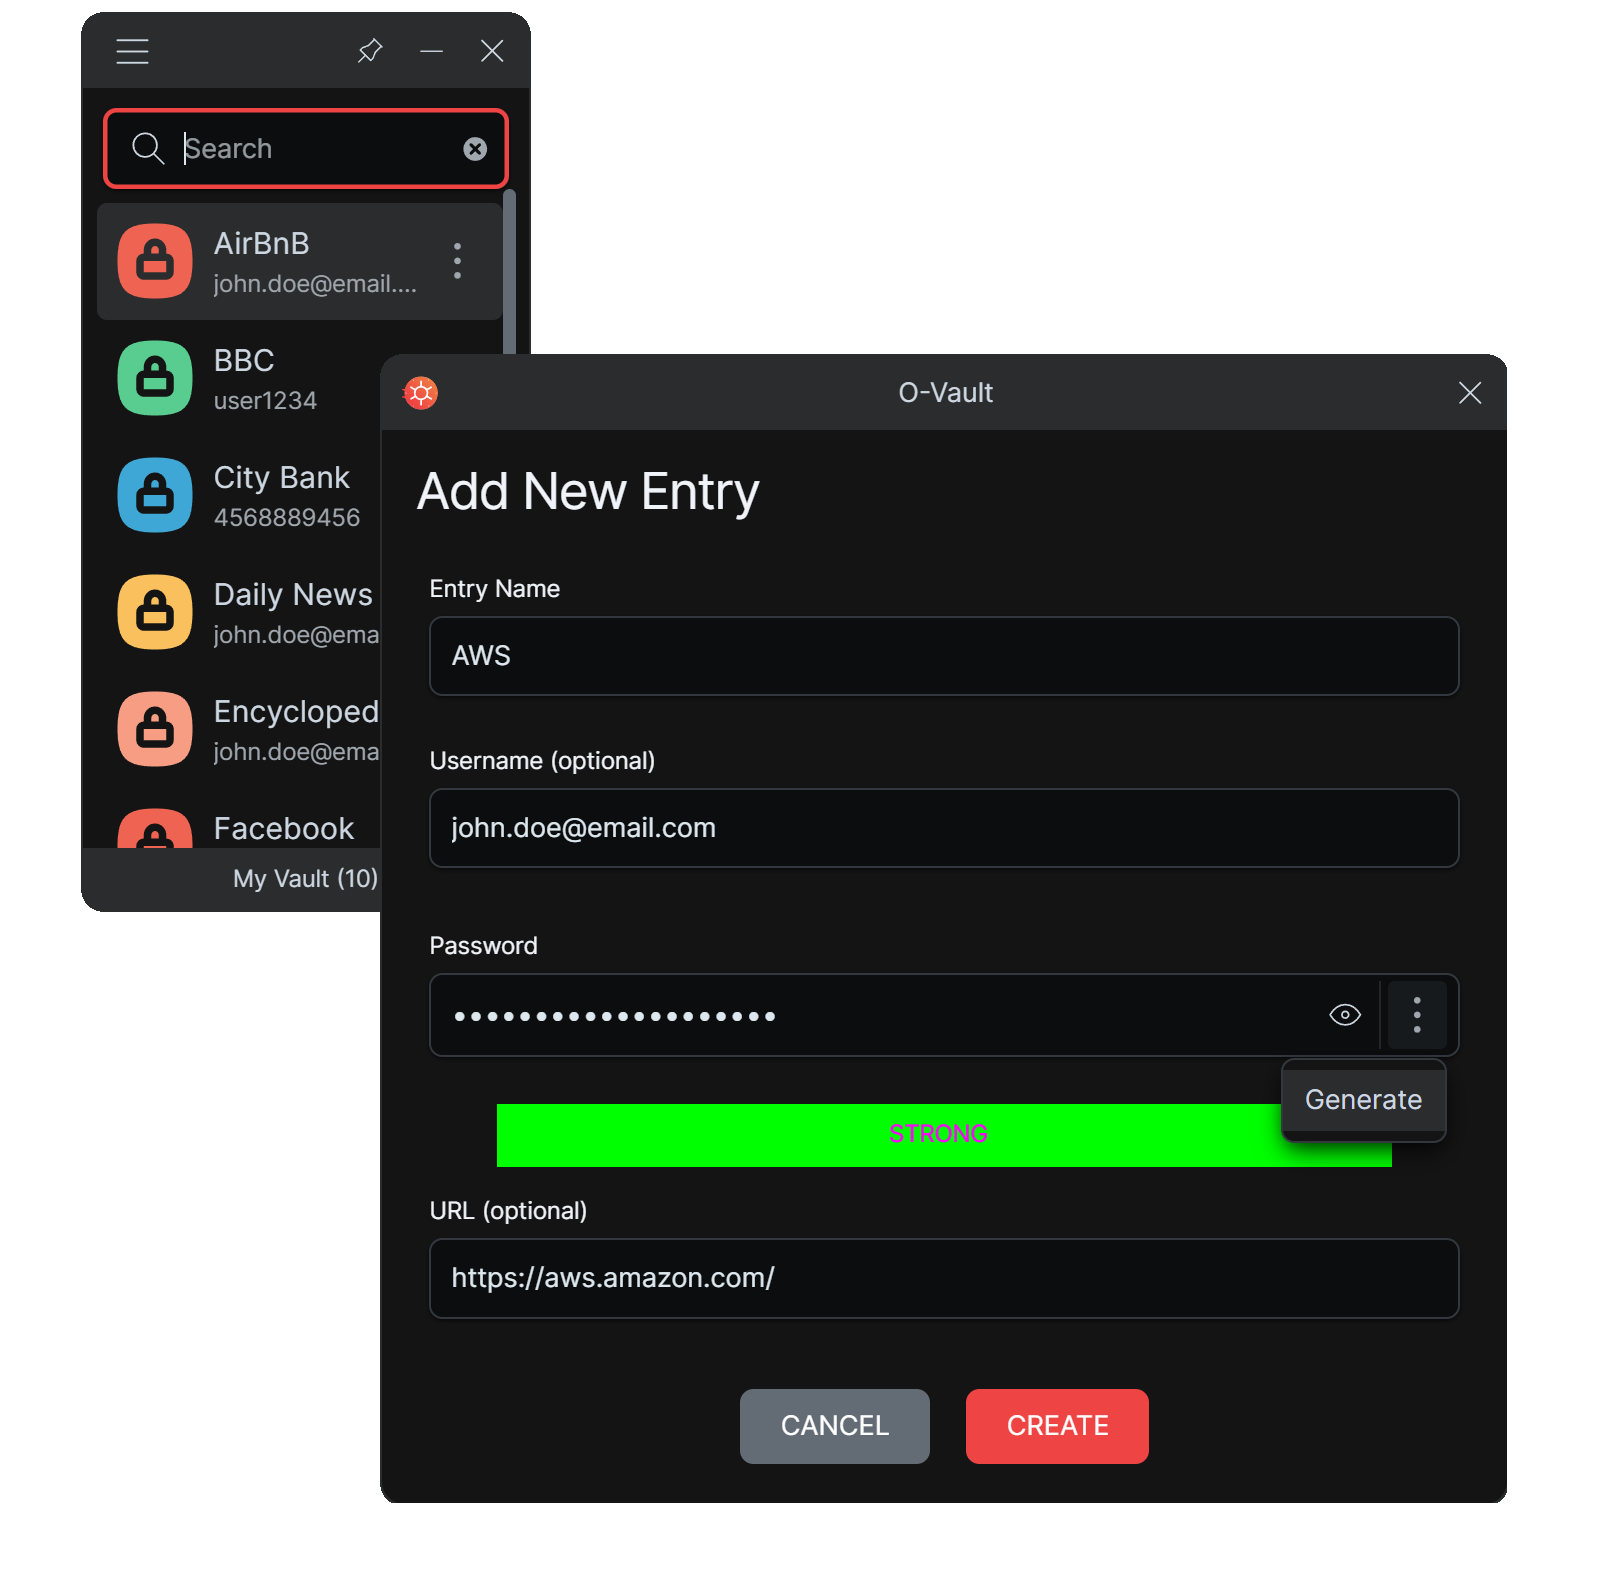 Search
AirBnB
john.doe@email....
BBC
user1234
City Bank
4568889456
Daily News
john.doe@ema
Encycloped
john.doe@ema
Facebook
My Vault (10)
O-Vault
Add New Entry
Entry Name
AWS
Username (optional)
john.doe@email.com
Password
Generate
STRONG
URL (optional)
https://aws.amazon.com/
CANCEL
CREATE